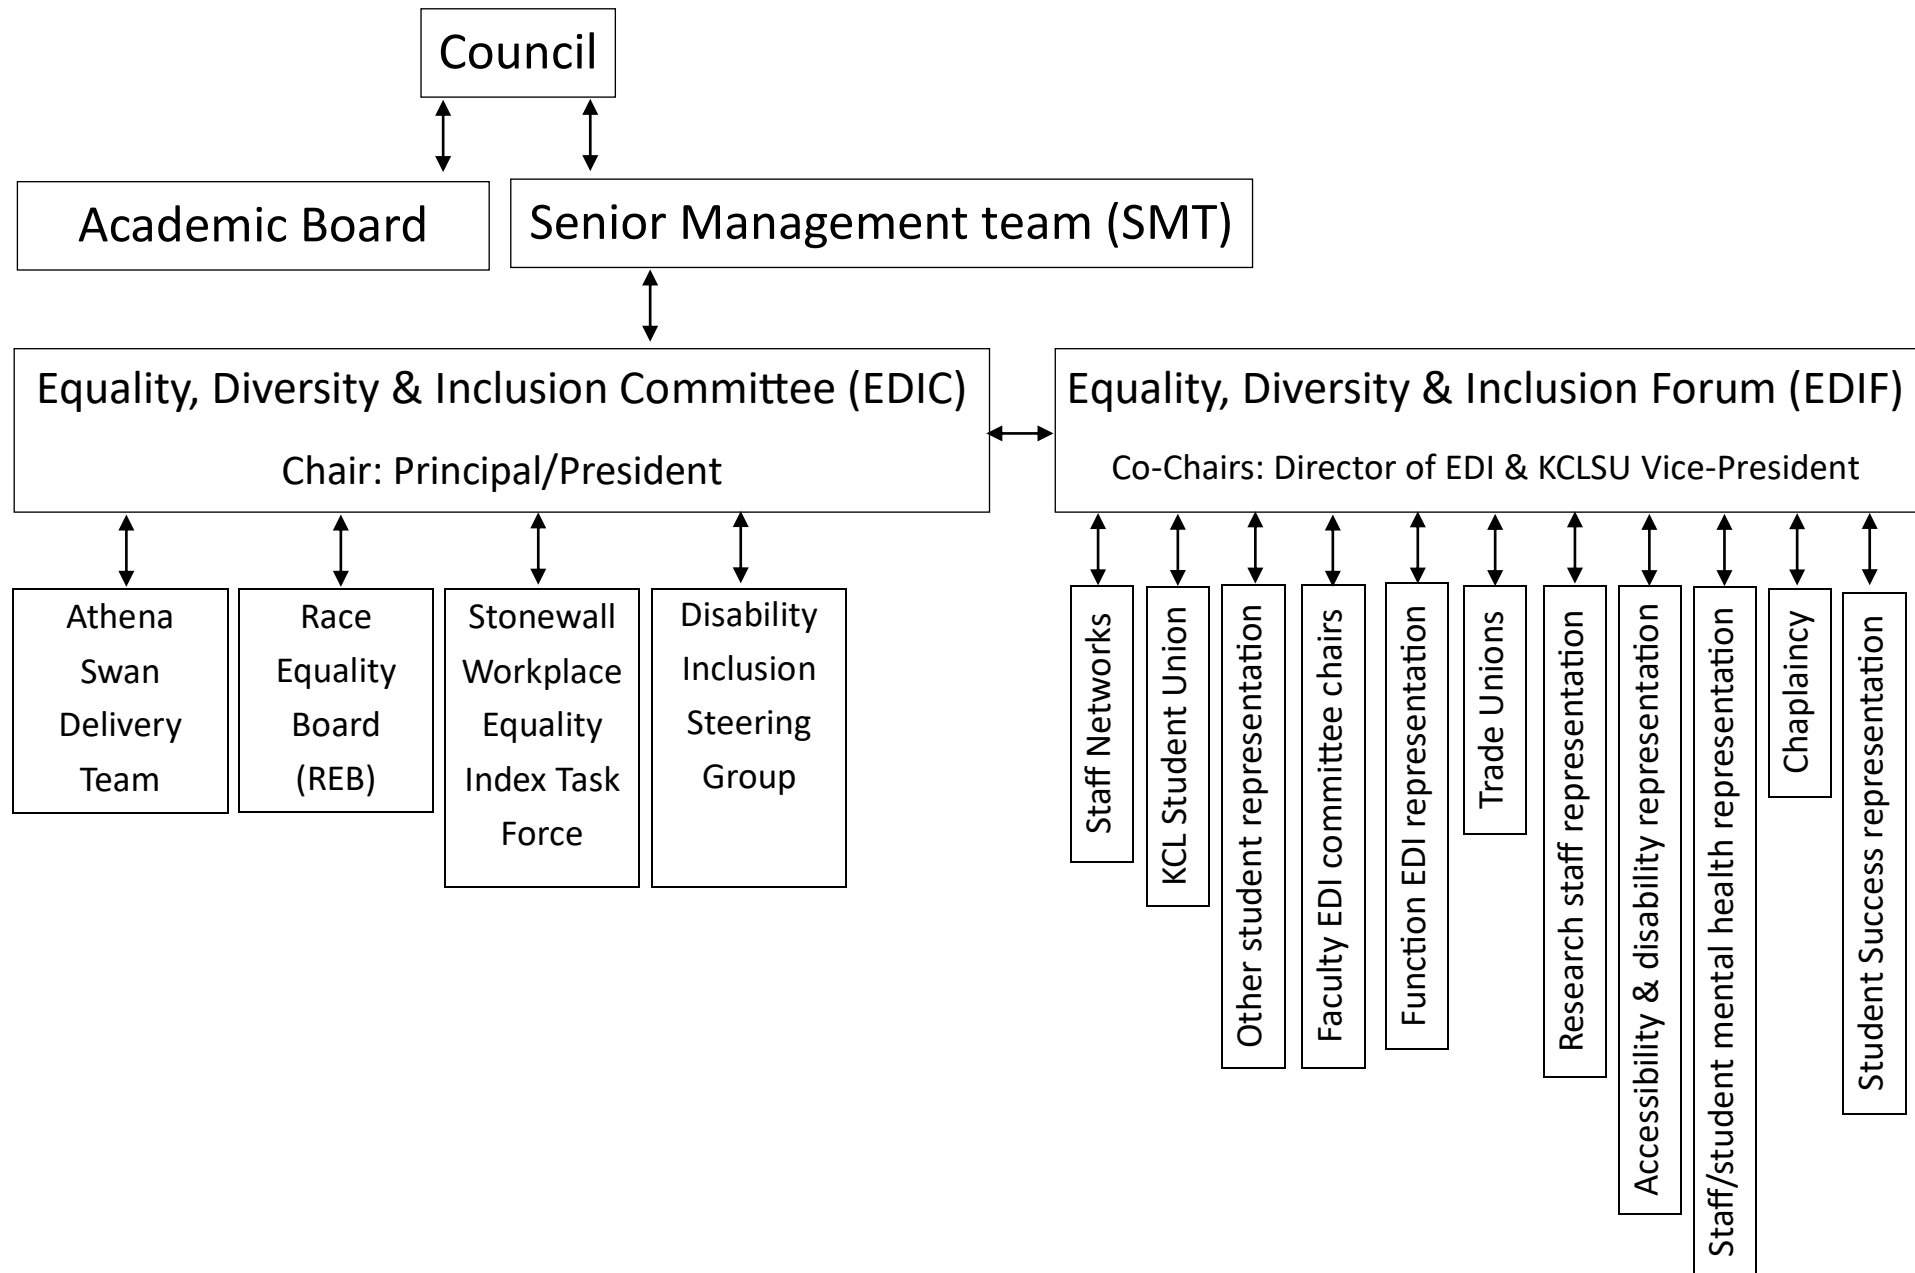 Council
Academic Board
Senior Management team (SMT)
Equality, Diversity & Inclusion Committee (EDIC)
Chair: Principal/President
Equality, Diversity & Inclusion Forum (EDIF)
Co-Chairs: Director of EDI & KCLSU Vice-President
Athena
Swan
Delivery
Team
Race
Equality
Board
(REB)
Stonewall
Workplace
Equality
Index Task
Force
Disability
Inclusion
Steering
Group
Staff Networks
KCL Student Union
Other student representation
Faculty EDI committee chairs
Function EDI representation
Trade Unions
Research staff representation
Accessibility & disability representation
Staff/student mental health representation
Chaplaincy
Student Success representation